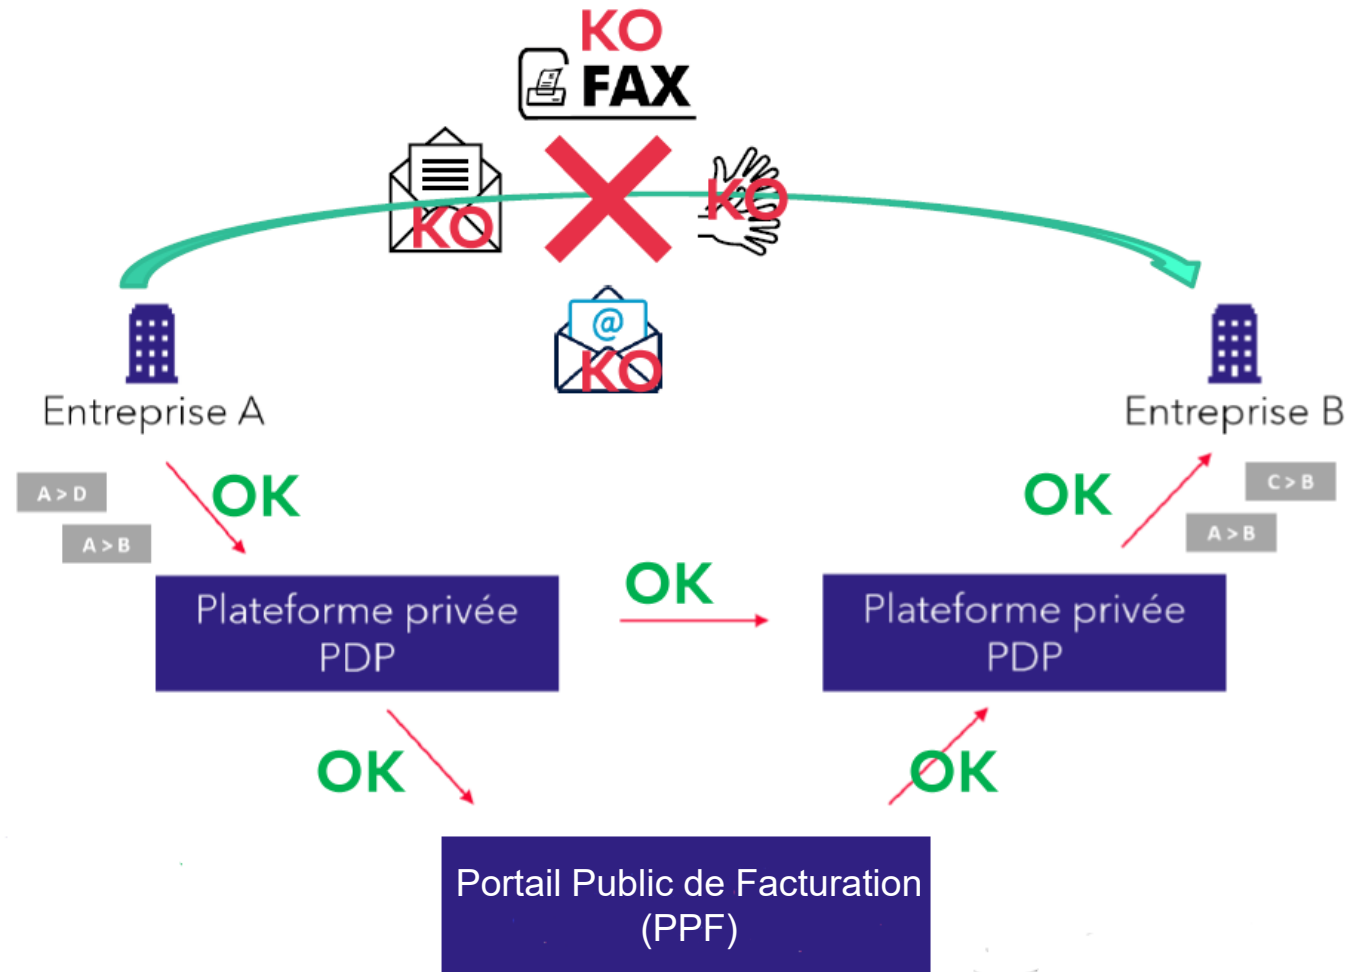 KO
FAX
KO
KO
@
KO
Entreprise A
Entreprise B
OK
OK
A > D
C > B
A > B
A > B
OK
Plateforme privée
PDP
Plateforme privée
PDP
OK
OK
Portail Public de Facturation
(PPF)